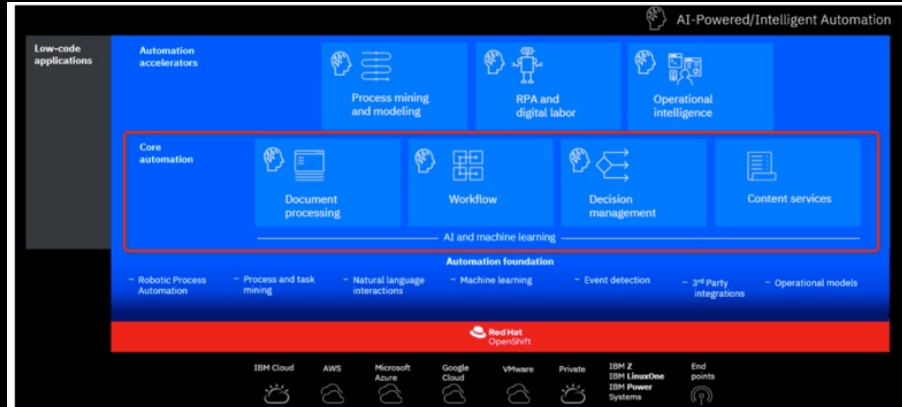 AI-Powered/Intelligent Automation
Low-code
applications
Automation
accelerators
Process mining
and modeling
RPA and
digital labor
Operational
intelligence
Core
automation
Document
processing
Workflow
Decision
management
Content services
AI and machine learning
Automation foundation
– Robotic Process
Automation
– Process and task
mining
– Natural language
interactions
– Machine learning
– Event detection
– 3rd Party
integrations
– Operational models
Red Hat
OpenShift
IBM Cloud
AWS
Microsoft
Azure
Google
Cloud
VMware
Private
IBM Z
IBM LinuxOne
IBM Power
Systems
End
points